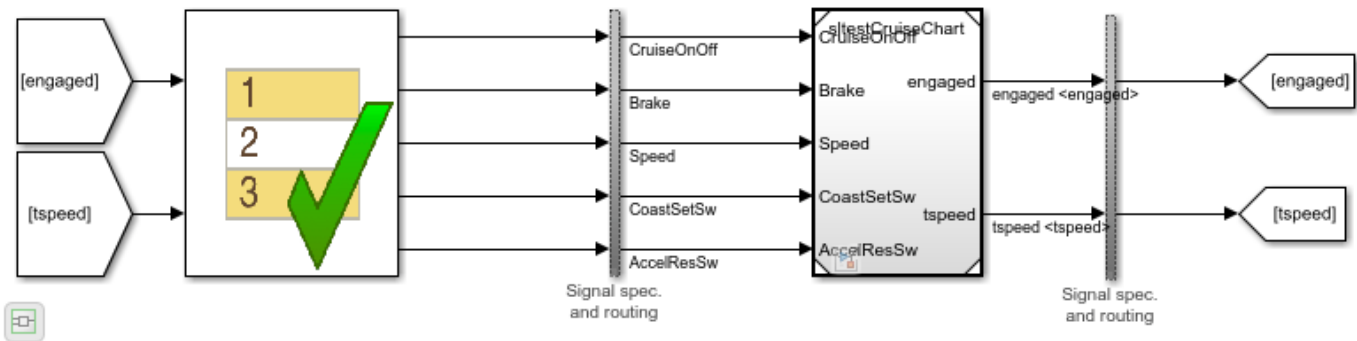 [engaged]
[tspeed]
1
2
3
CruiseOnOff
Brake
Speed
CoastSetSw
AccelResSw
Signal spec.
and routing
sltestCruiseChart
CruiseOnOff
Brake
Speed
CoastSetSw
AccelResSw
engaged
tspeed
engaged <engaged>
tspeed <tspeed>
Signal spec.
and routing
[engaged]
[tspeed]